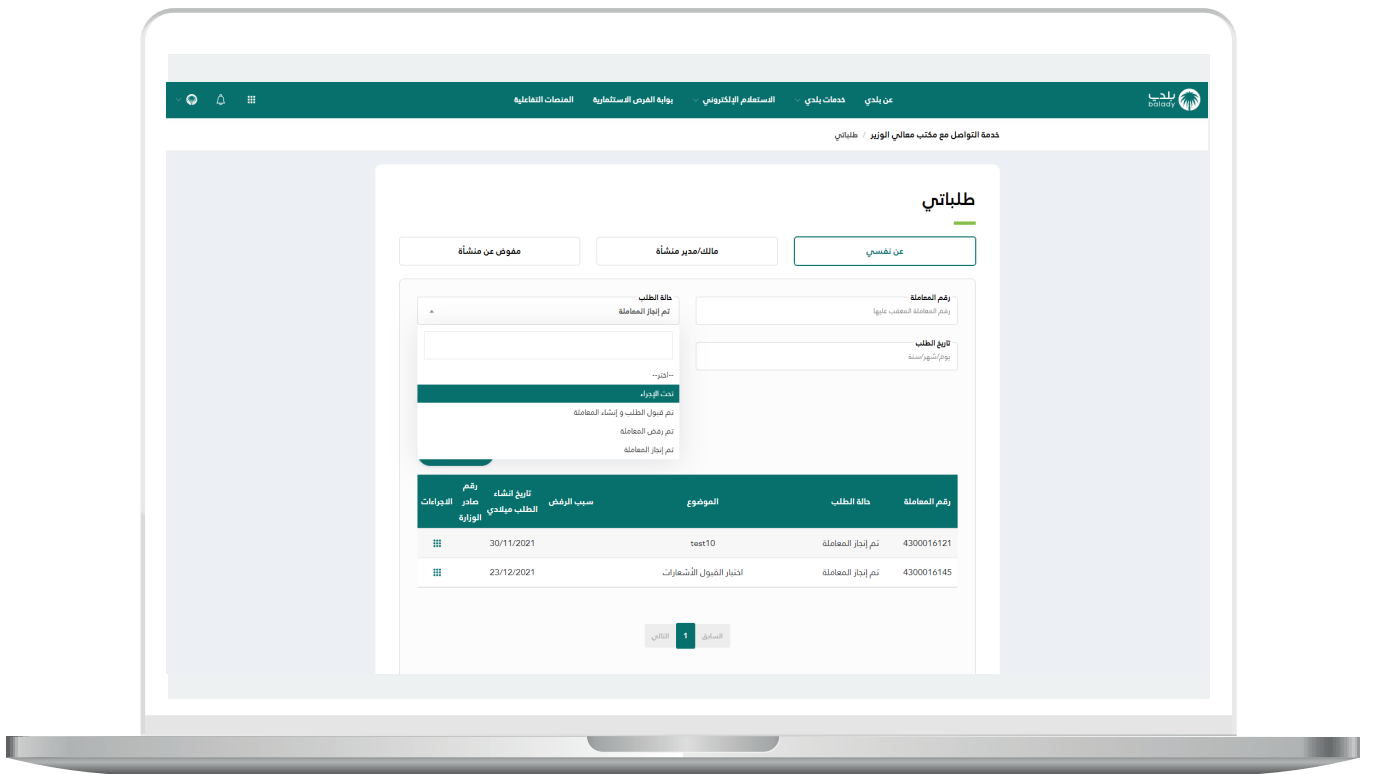 بلدي
balady
عن بلدي
خدمات بلدي
الاستعلام الإلكتروني
بوابة الفرص الاستثمارية
المنصات التفاعلية
خدمة التواصل مع مكتب معالي الوزير / طلباتي
طلباتي
عن نفسي
مالك/مدير منشأة
مفوض عن منشأة
رقم المعاملة
رقم المعاملة المعقب عليها
حالة الطلب
تم إنجاز المعاملة
تاريخ الطلب
يوم/شهر/سنة
--اختر--
تحت الإجراء
تم قبول الطلب و إنشاء المعاملة
تم رفض المعاملة
تم إنجاز المعاملة
رقم المعاملة
حالة الطلب
الموضوع
سبب الرفض
تاريخ انشاء
الطلب ميلادي
رقم
صادر
الوزارة
الاجراءات
4300016121 تم إنجاز المعاملة test10 30/11/2021
4300016145 تم إنجاز المعاملة اختبار القبول الأشعارات 23/12/2021
السابق 1 التالي